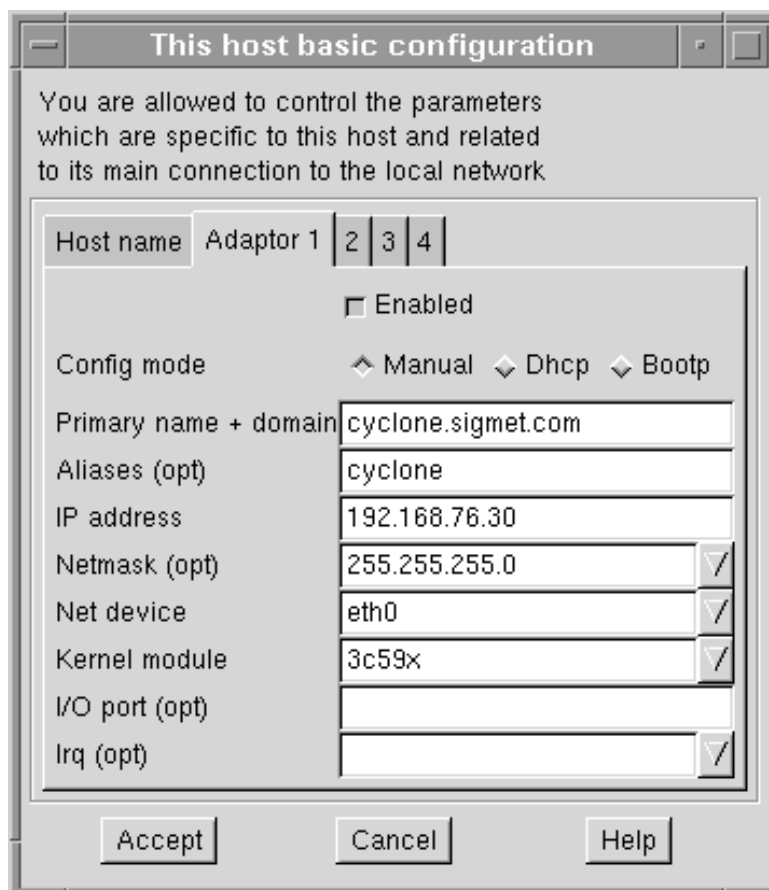 This host basic configuration
You are allowed to control the parameters
which are specific to this host and related
to its main connection to the local network
Host name Adaptor 1 2 3 4
Enabled
Config mode Manual Dhcp Bootp
Primary name + domain cyclone.sigmet.com
Aliases (opt) cyclone
IP address 192.168.76.30
Netmask (opt) 255.255.255.0
Net device eth0
Kernel module 3c59x
I/O port (opt)
Irq (opt)
Accept Cancel Help